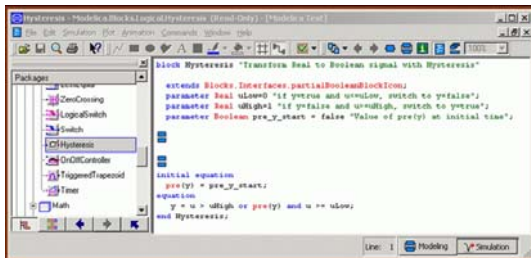 Hysteresis - Modelica.Blocks.Logical.Hysteresis (Read-Only) - [Modelica Text]
File Edit Simulation Plot Animation Commands Window Help
100%
Packages
ZeroCrossing
LogicalSwitch
Switch
Hysteresis
OnOffController
TriggeredTrapezoid
Timer
Math
block Hysteresis "Transform Real to Boolean signal with Hysteresis"
extends Blocks.Interfaces.partialBooleanBlockIcon;
parameter Real uLow=0 "if y=true and u<=uLow, switch to y=false";
parameter Real uHigh=1 "if y=false and u>=uHigh, switch to y=true";
parameter Boolean pre_y_start = false "Value of pre(y) at initial time";
initial equation
pre(y) = pre_y_start;
equation
y = u > uHigh or pre(y) and u >= uLow;
end Hysteresis;
Line: 1 Modeling Simulation